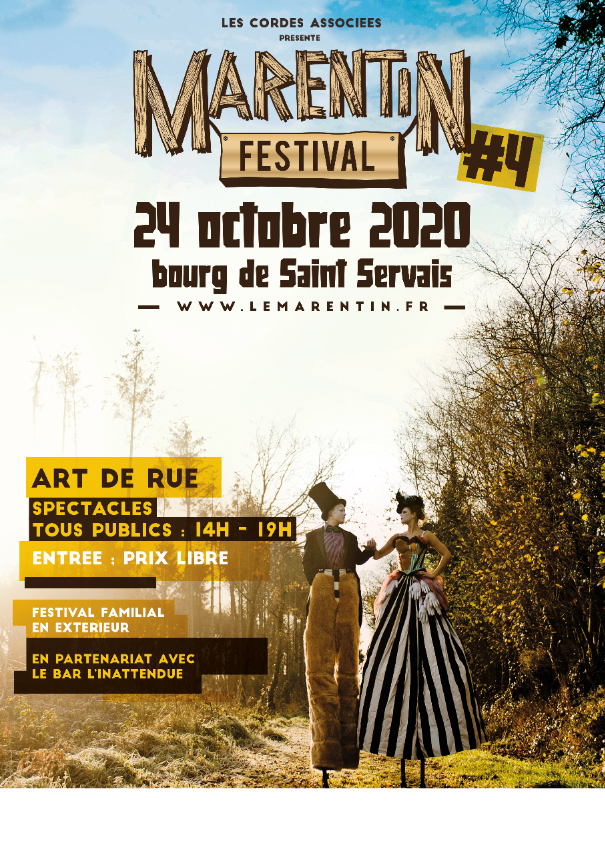 LES CORDES ASSOCIEES
PRESENTE
MARENTIN
FESTIVAL
#4
24 octobre 2020
bourg de Saint Servais
WWW.LEMARENTIN.FR
ART DE RUE
SPECTACLES
TOUS PUBLICS : 14H - 19H
ENTREE : PRIX LIBRE
FESTIVAL FAMILIAL
EN EXTERIEUR
EN PARTENARIAT AVEC
LE BAR L'INATTENDUE